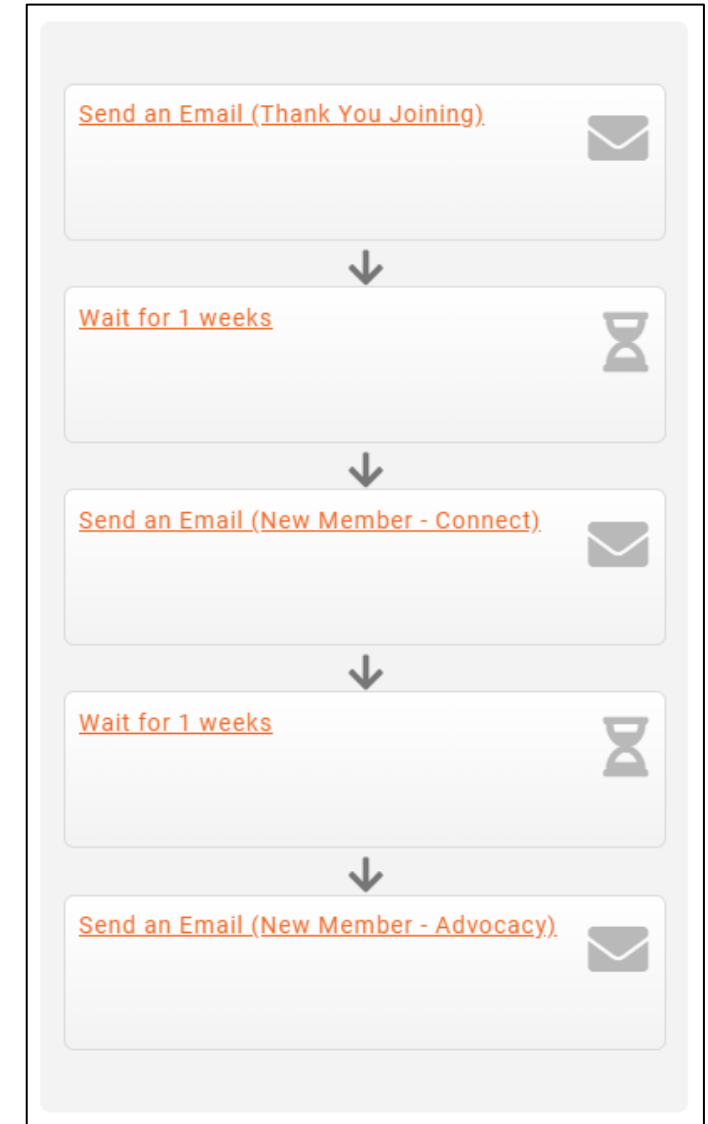 Send an Email (Thank You Joining)
Wait for 1 weeks
Send an Email (New Member - Connect)
Wait for 1 weeks
Send an Email (New Member - Advocacy)